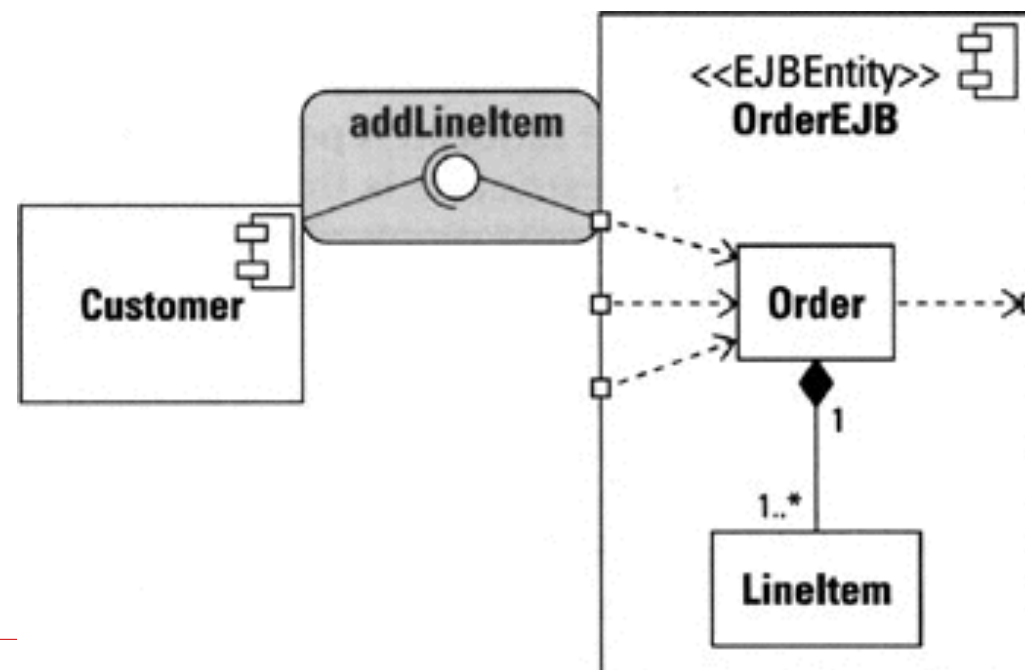 <<EJBEntity>>
OrderEJB
addLineItem
Customer
Order
1
1..*
LineItem